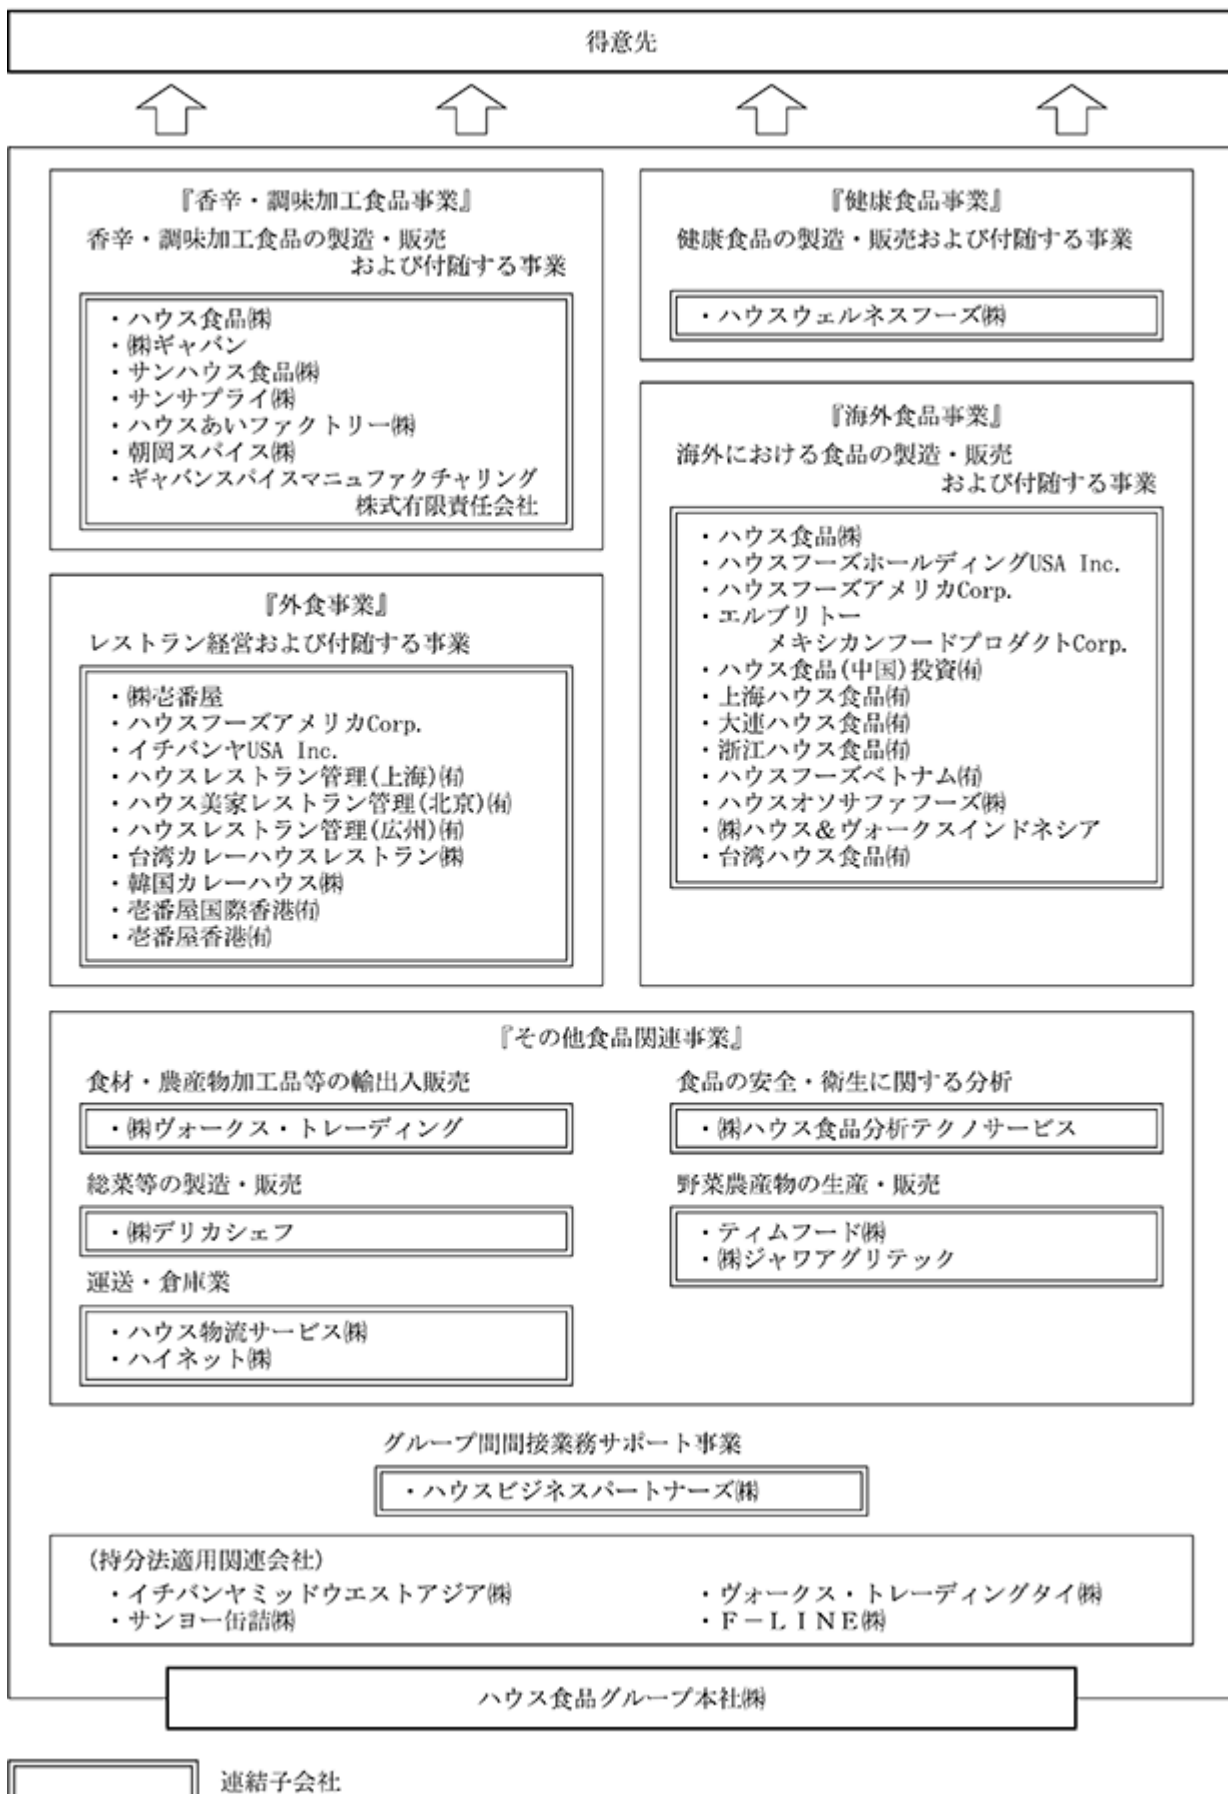 得意先
『香辛・調味加工食品事業』
香辛・調味加工食品の製造・販売
および付随する事業
・ハウス食品㈱
・㈱ギャバン
・サンハウス食品㈱
・サンサプライ㈱
・ハウスあいファクトリー㈱
・朝岡スパイス㈱
・ギャバンスパイスマニュファクチャリング
株式有限責任会社
『外食事業』
レストラン経営および付随する事業
・㈱壱番屋
・ハウスフーズアメリカCorp.
・イチバンヤUSA Inc.
・ハウスレストラン管理(上海)㈲
・ハウス美家レストラン管理(北京)㈲
・ハウスレストラン管理(広州)㈲
・台湾カレーハウスレストラン㈱
・韓国カレーハウス㈱
・壱番屋国際香港㈲
・壱番屋香港㈲
『健康食品事業』
健康食品の製造・販売および付随する事業
・ハウスウェルネスフーズ㈱
『海外食品事業』
海外における食品の製造・販売
および付随する事業
・ハウス食品㈱
・ハウスフーズホールディングUSA Inc.
・ハウスフーズアメリカCorp.
・エルブリトー
メキシカンフードプロダクトCorp.
・ハウス食品(中国)投資㈲
・上海ハウス食品㈲
・大連ハウス食品㈲
・浙江ハウス食品㈲
・ハウスフーズベトナム㈲
・ハウスオソサファフーズ㈱
・㈱ハウス＆ヴォークスインドネシア
・台湾ハウス食品㈲
『その他食品関連事業』
食材・農産物加工品等の輸出入販売
・㈱ヴォークス・トレーディング
総菜等の製造・販売
・㈱デリカシェフ
運送・倉庫業
・ハウス物流サービス㈱
・ハイネット㈱
食品の安全・衛生に関する分析
・㈱ハウス食品分析テクノサービス
野菜農産物の生産・販売
・ティムフード㈱
・㈱ジャワアグリテック
グループ間間接業務サポート事業
・ハウスビジネスパートナーズ㈱
(持分法適用関連会社)
・イチバンヤミッドウエストアジア㈱
・サンヨー缶詰㈱
・ヴォークス・トレーディングタイ㈱
・Ｆ－ＬＩＮＥ㈱
ハウス食品グループ本社㈱
連結子会社